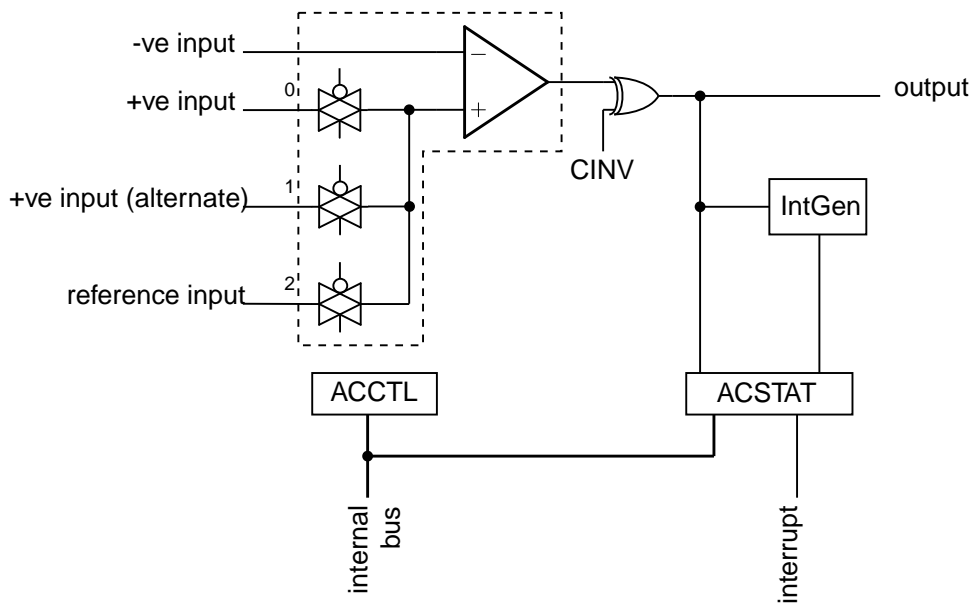 -ve input
+ve input
0
+ve input (alternate)
1
reference input
2
−
+
CINV
output
IntGen
ACCTL
ACSTAT
internal
bus
interrupt